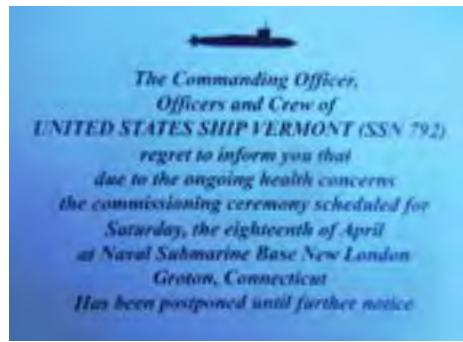 The Commanding Officer,
Officers and Crew of
UNITED STATES SHIP VERMONT (SSN 792)
regret to inform you that
due to the ongoing health concerns
the commissioning ceremony scheduled for
Saturday, the eighteenth of April
at Naval Submarine Base New London
Groton, Connecticut
Has been postponed until further notice